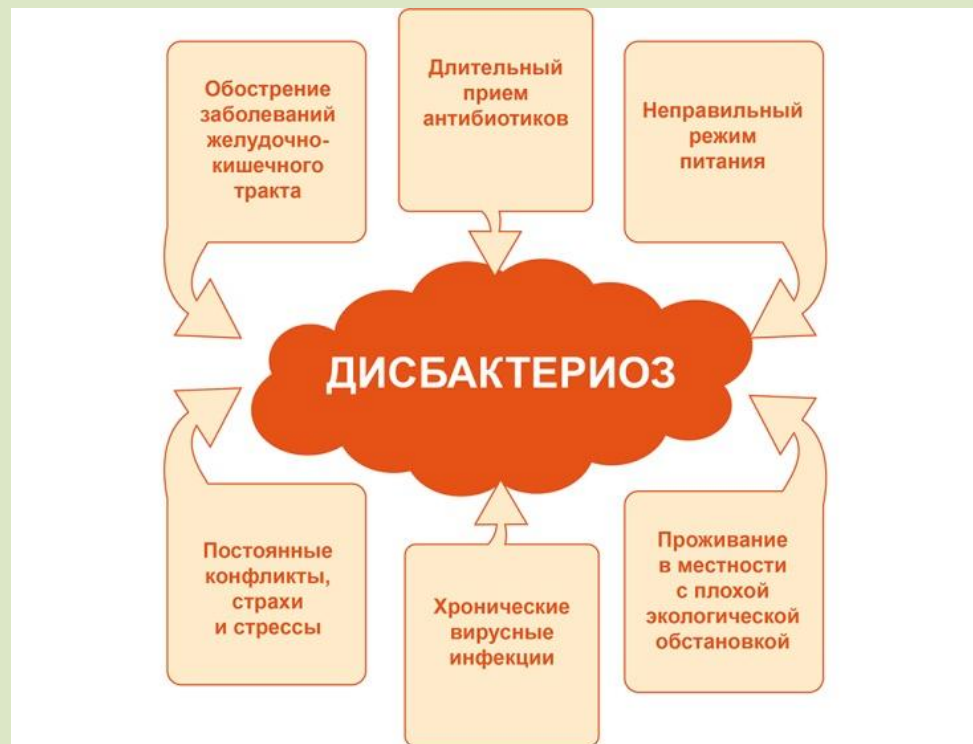 Обострение
заболеваний
желудочно-
кишечного
тракта
Длительный
прием
антибиотиков
Неправильный
режим
питания
ДИСБАКТЕРИОЗ
Постоянные
конфликты,
страхи
и стрессы
Хронические
вирусные
инфекции
Проживание
в местности
с плохой
экологической
обстановкой